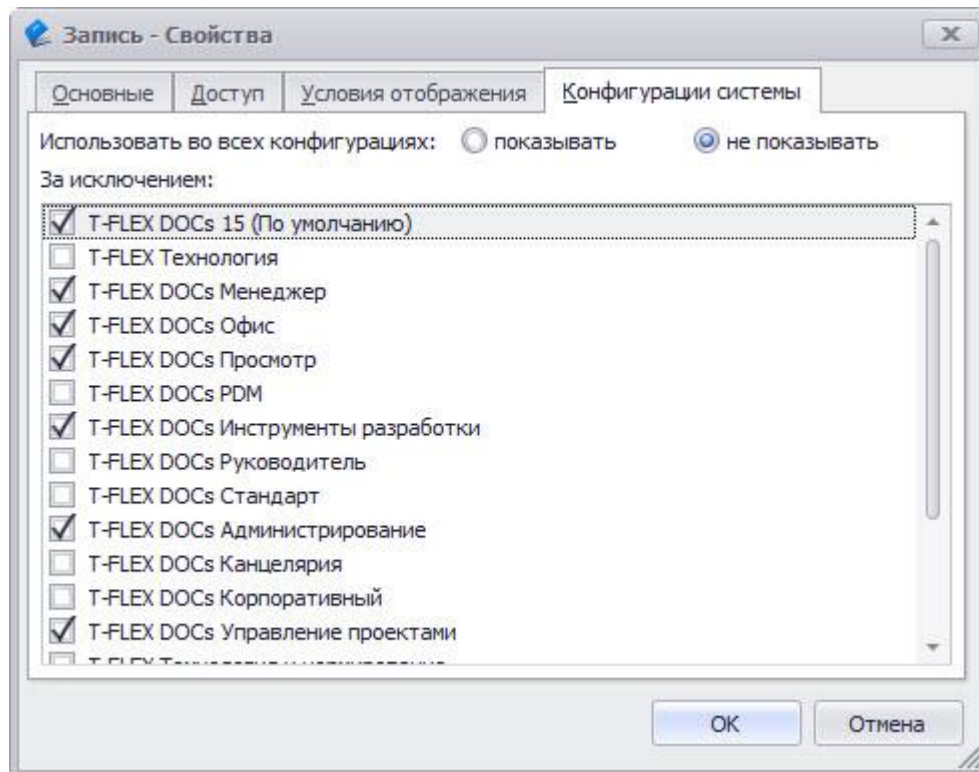 Запись - Свойства
Основные Доступ Условия отображения Конфигурации системы
Использовать во всех конфигурациях: показывать не показывать
За исключением:
T-FLEX DOCs 15 (По умолчанию)
T-FLEX Технология
T-FLEX DOCs Менеджер
T-FLEX DOCs Офис
T-FLEX DOCs Просмотр
T-FLEX DOCs PDM
T-FLEX DOCs Инструменты разработки
T-FLEX DOCs Руководитель
T-FLEX DOCs Стандарт
T-FLEX DOCs Администрирование
T-FLEX DOCs Канцелярия
T-FLEX DOCs Корпоративный
T-FLEX DOCs Управление проектами
T-FLEX
OK Отмена